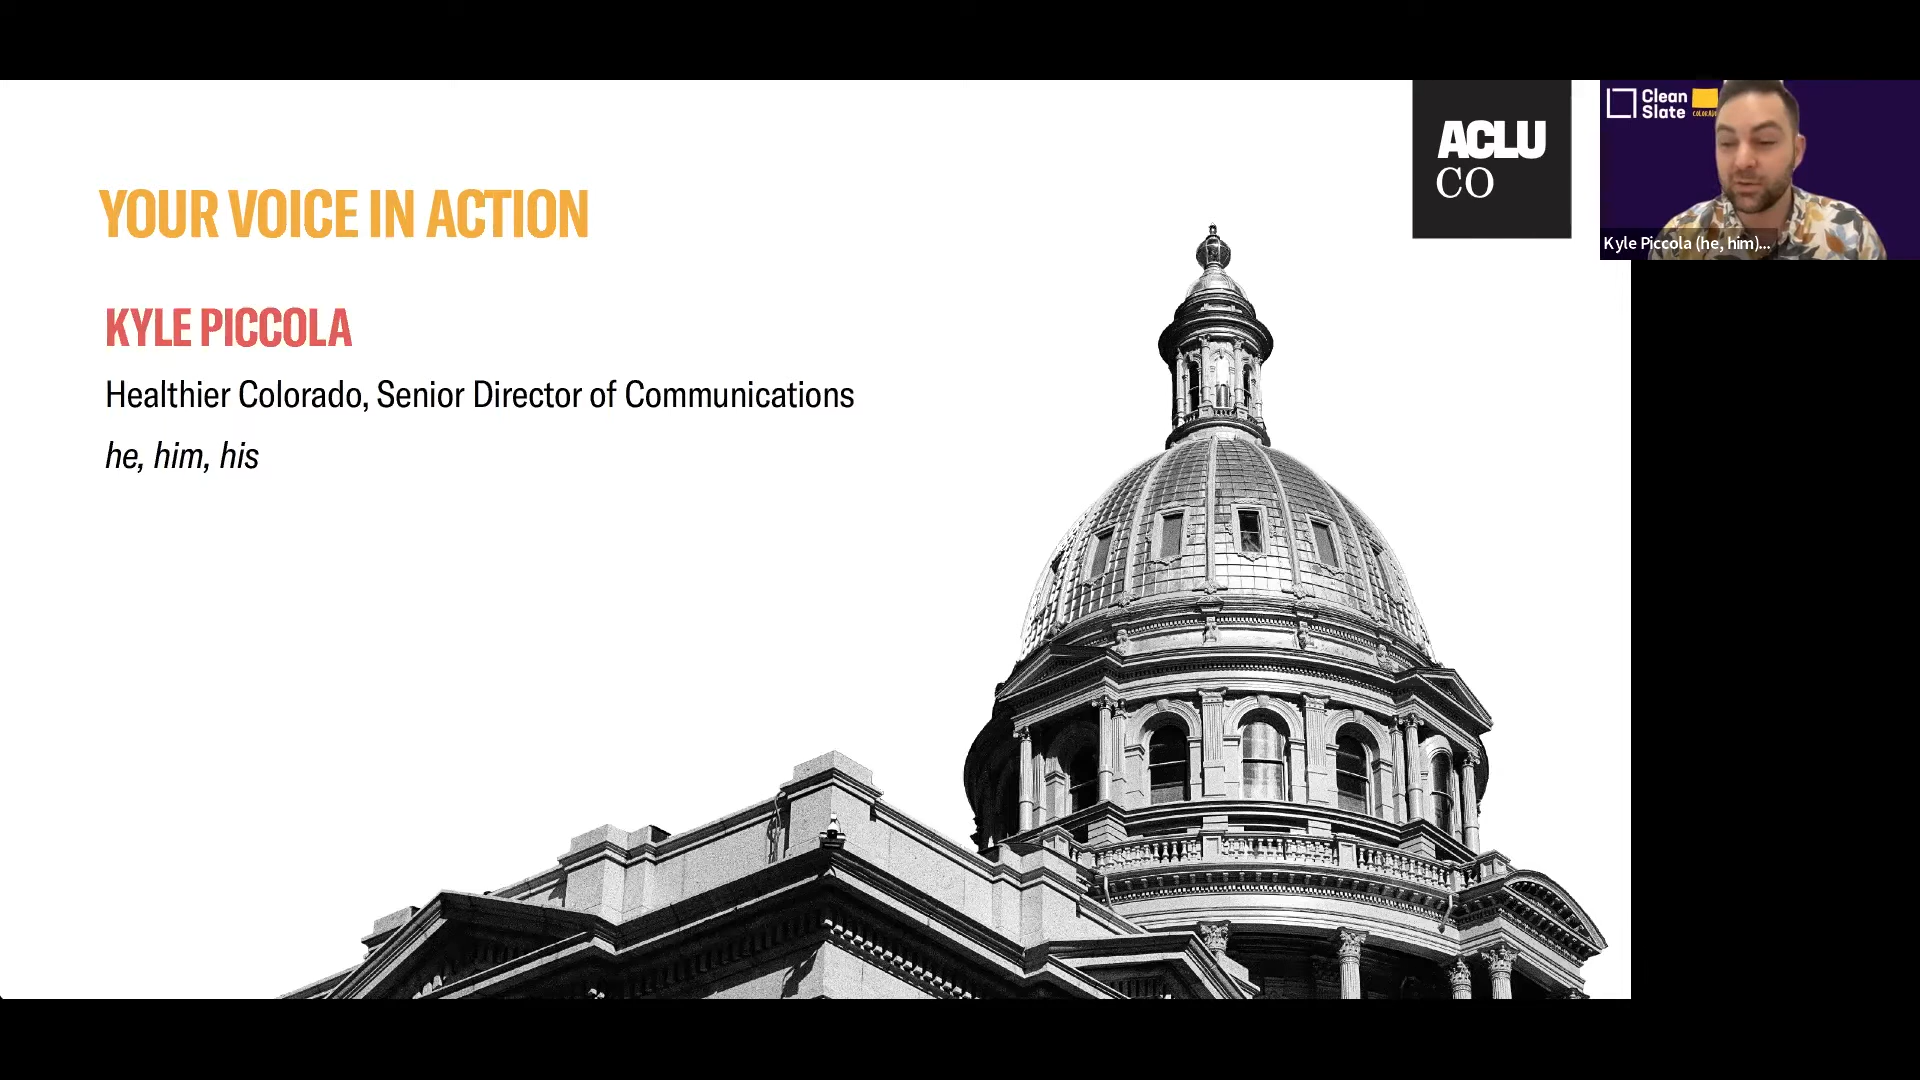 YOUR VOICE IN ACTION
KYLE PICCOLA
Healthier Colorado, Senior Director of Communications
he, him, his
ACLU
CO
Clean
Slate
COLORADO
Kyle Piccola (he, him)...